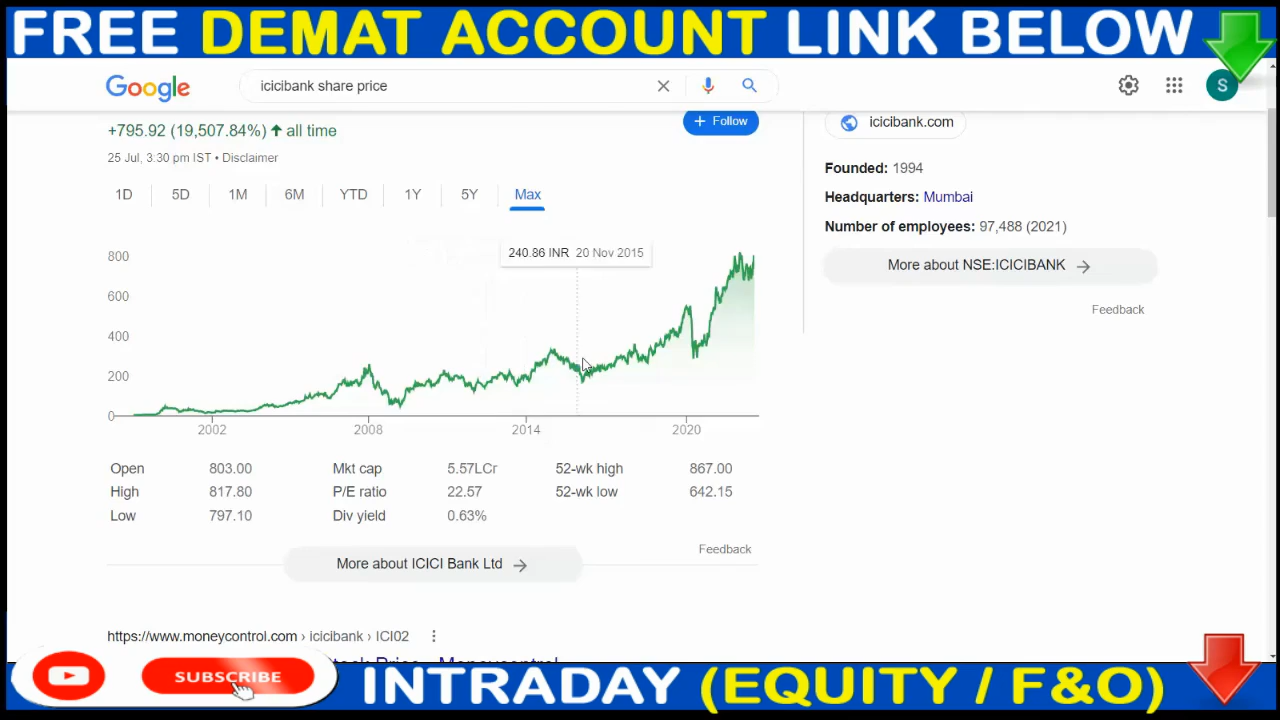 FREE DEMAT ACCOUNT LINK BELOW
Google
icicibank share price
S
+795.92 (19,507.84%) all time
+ Follow
25 Jul, 3:30 pm IST • Disclaimer
1D 5D 1M 6M YTD 1Y 5Y Max
240.86 INR 20 Nov 2015
800
600
400
200
0
2002 2008 2014 2020
Open 803.00 Mkt cap 5.57LCr 52-wk high 867.00
High 817.80 P/E ratio 22.57 52-wk low 642.15
Low 797.10 Div yield 0.63%
Feedback
More about ICICI Bank Ltd
https://www.moneycontrol.com › icicibank › ICI02
icicibank.com
Founded: 1994
Headquarters: Mumbai
Number of employees: 97,488 (2021)
More about NSE:ICICIBANK
Feedback
SUBSCRIBE
INTRADAY (EQUITY / F&O)